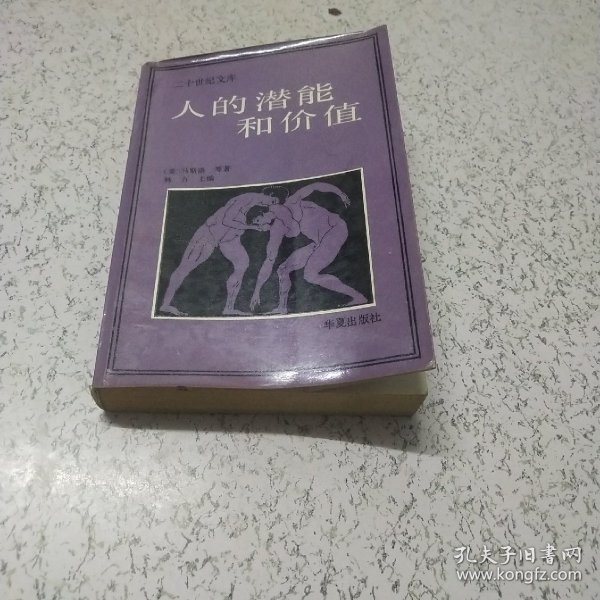 二十世纪文库
人的潜能
和价值
〔美〕马斯洛 等著
林方 主编
华夏出版社
孔夫子旧书网
www.kongfz.com